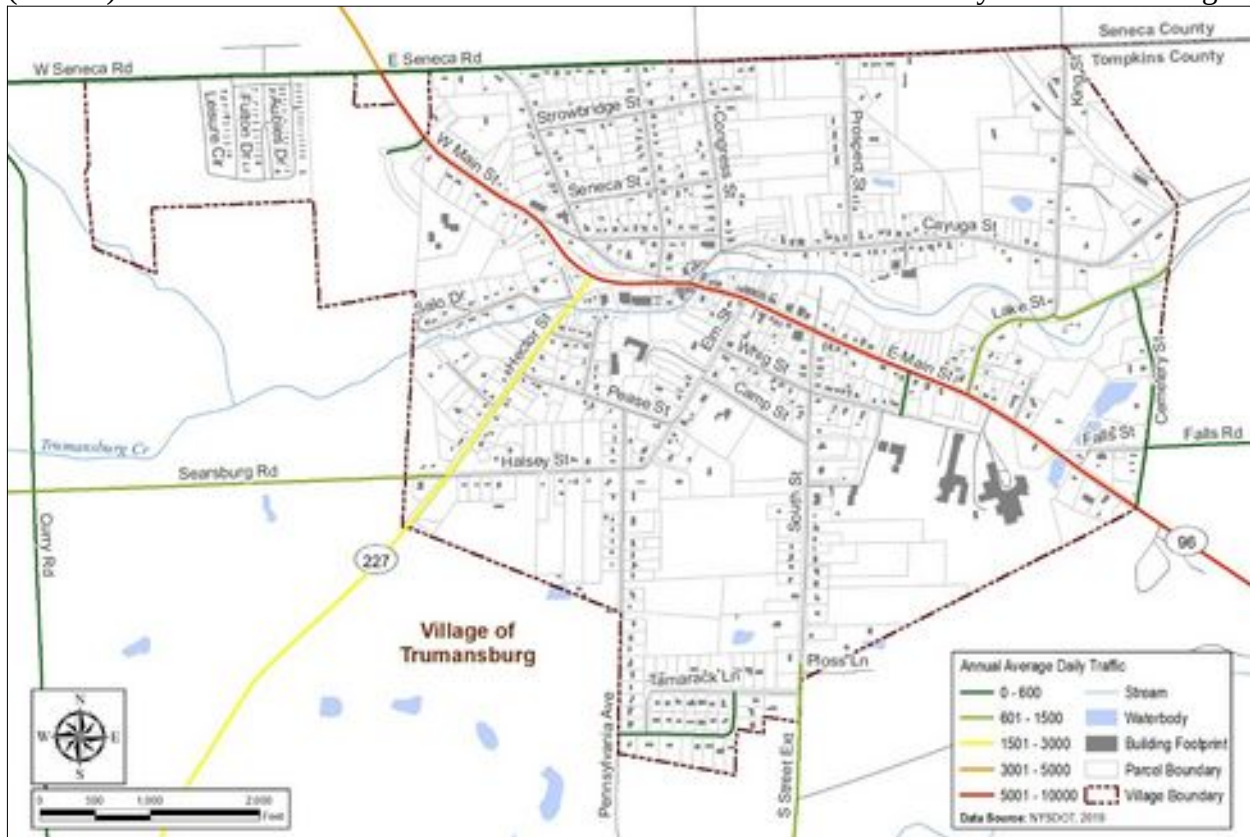 Seneca County
Tompkins County
W Seneca Rd
E Seneca Rd
King St
Strowbridge St
Congress St
Prospect St
Leisure Cir
Fulton Dr
Aubles Dr
W Main St
Seneca St
Cayuga St
Salo Dr
Lake St
Hector St
Elm St
Whig St
E Main St
Cemetery St
Pease St
Camp St
Falls St
Falls Rd
Trumansburg Cr
Searsburg Rd
Halsey St
South St
Curry Rd
227
96
Village of
Trumansburg
Ploss Ln
Tamarack Ln
Pennsylvania Ave
S Street Ext
N
W
E
S
0 500 1,000 2,000
Feet
Annual Average Daily Traffic
0 - 600
601 - 1500
1501 - 3000
3001 - 5000
5001 - 10000
Stream
Waterbody
Building Footprint
Parcel Boundary
Village Boundary
Data Source: NYSDOT, 2019